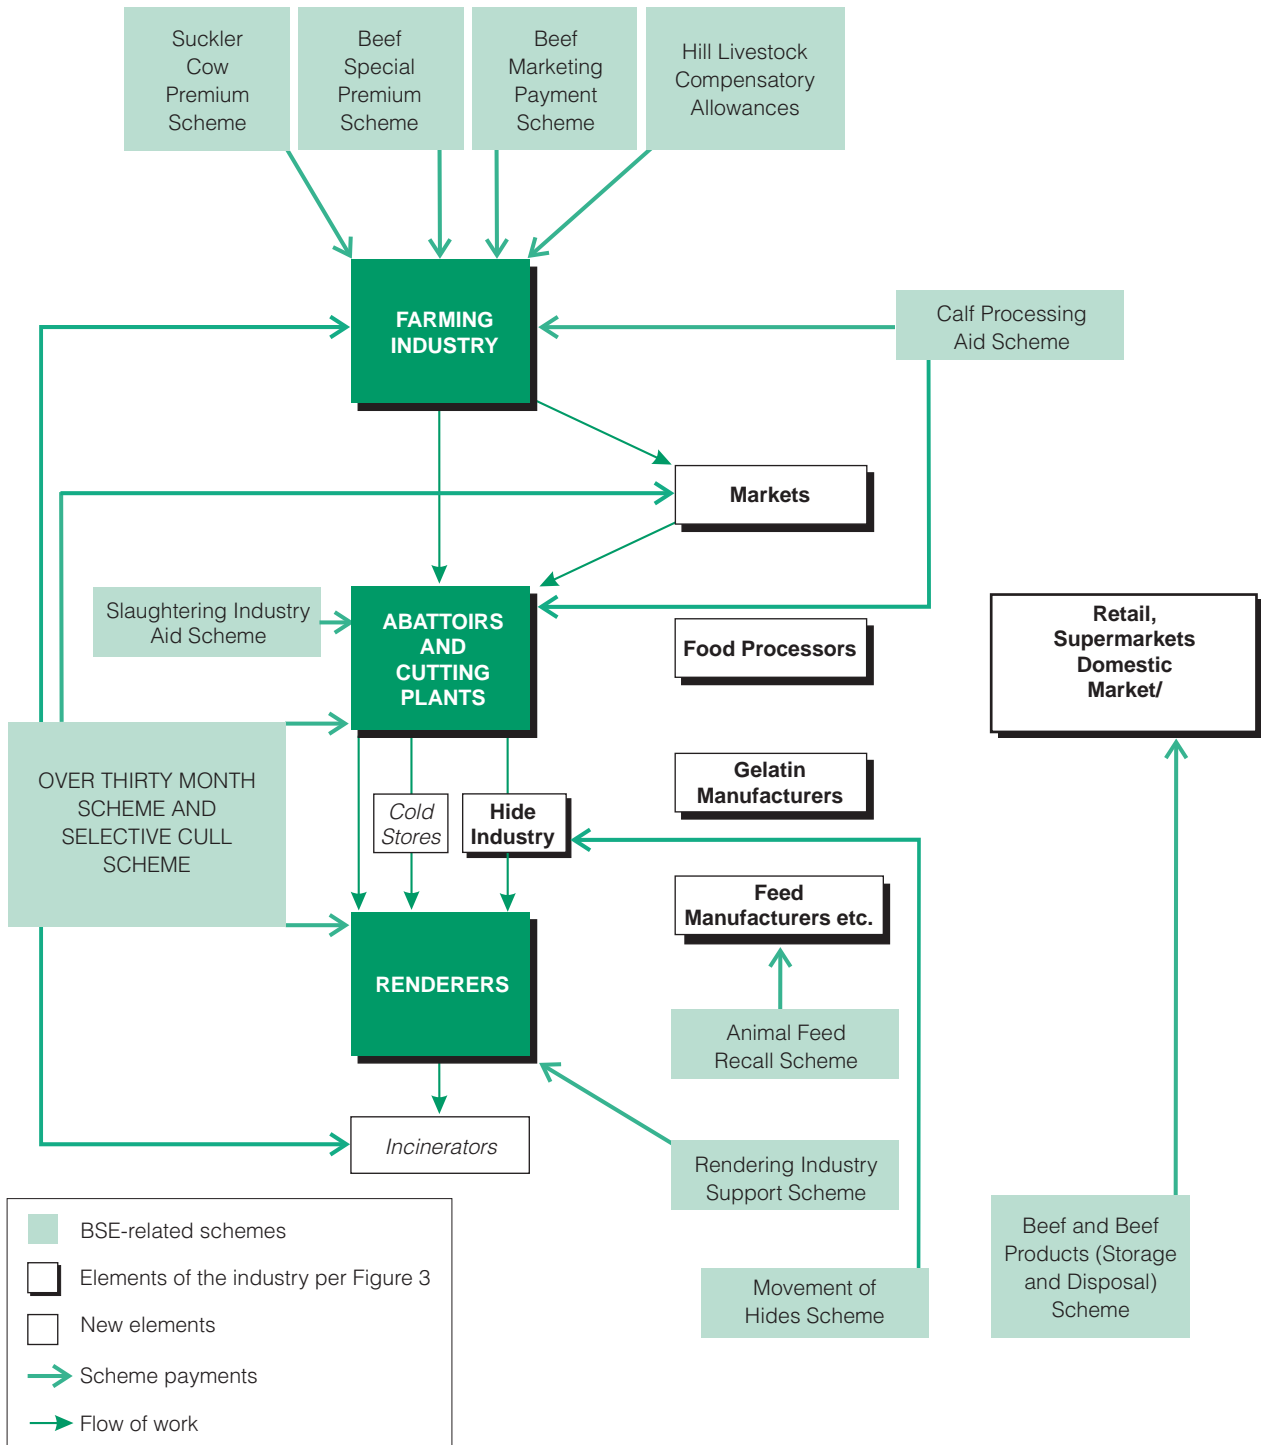 Suckler
Cow
Premium
Scheme
Beef
Special
Premium
Scheme
Beef
Marketing
Payment
Scheme
Hill Livestock
Compensatory
Allowances
FARMING
INDUSTRY
Calf Processing
Aid Scheme
Markets
Slaughtering Industry
Aid Scheme
ABATTOIRS
AND
CUTTING
PLANTS
Food Processors
Retail,
Supermarkets
Domestic
Market/
OVER THIRTY MONTH
SCHEME AND
SELECTIVE CULL
SCHEME
Cold
Stores
Hide
Industry
Gelatin
Manufacturers
Feed
Manufacturers etc.
RENDERERS
Animal Feed
Recall Scheme
Incinerators
Rendering Industry
Support Scheme
Movement of
Hides Scheme
Beef and Beef
Products (Storage
and Disposal)
Scheme
BSE-related schemes
Elements of the industry per Figure 3
New elements
Scheme payments
Flow of work